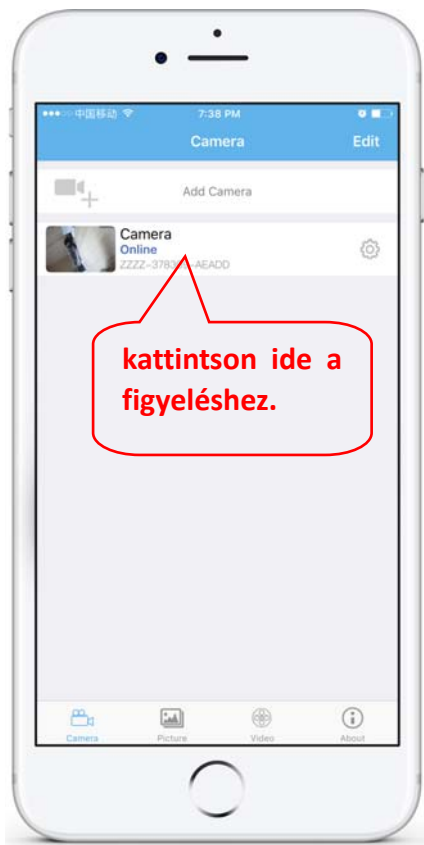 中国移动 7:38 PM
Camera Edit
Add Camera
Camera
Online
kattintson ide a
figyeléshez.
Camera Picture Video About